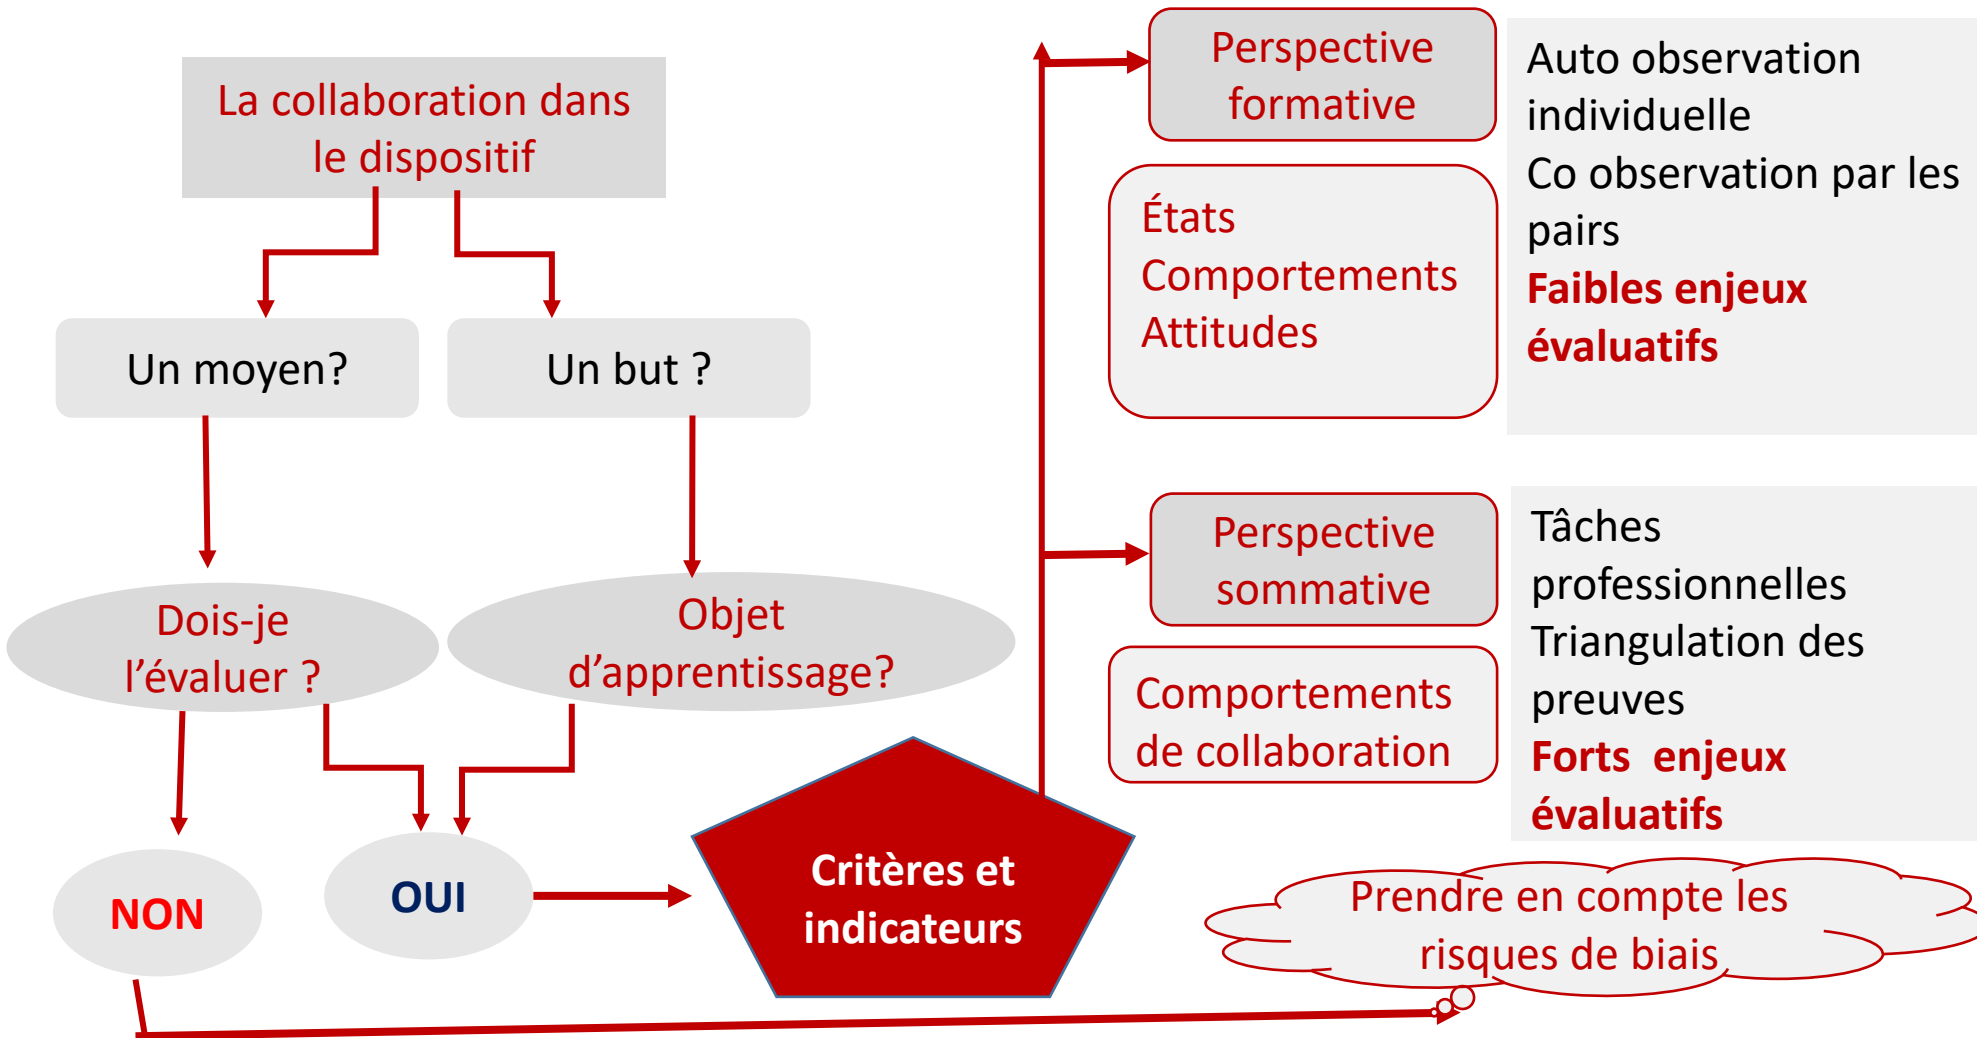 La collaboration dans
le dispositif
Un moyen?
Un but ?
Dois-je
l’évaluer ?
Objet
d’apprentissage?
NON
OUI
Critères et
indicateurs
Perspective
formative
États
Comportements
Attitudes
Auto observation
individuelle
Co observation par les
pairs
Faibles enjeux
évaluatifs
Perspective
sommative
Comportements
de collaboration
Tâches
professionnelles
Triangulation des
preuves
Forts  enjeux
évaluatifs
Prendre en compte les
risques de biais